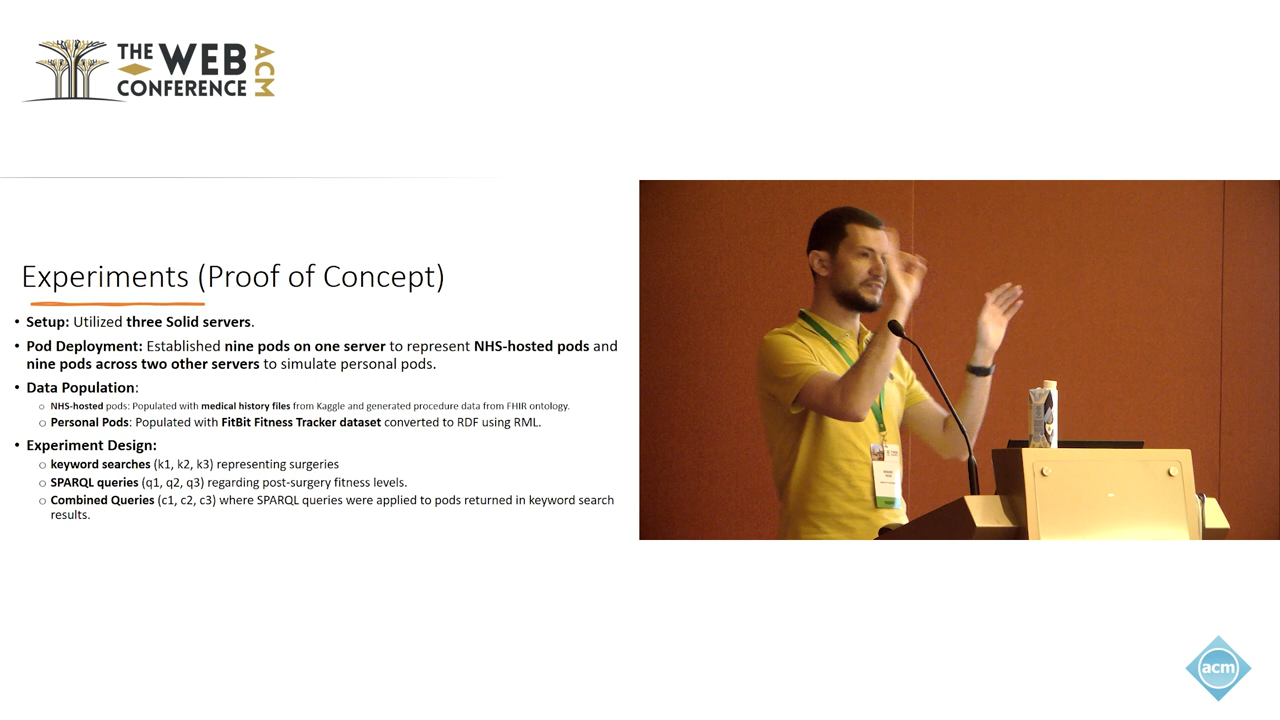 THE WEB
CONFERENCE
ACM
Experiments (Proof of Concept)
• Setup: Utilized three Solid servers.
• Pod Deployment: Established nine pods on one server to represent NHS-hosted pods and
nine pods across two other servers to simulate personal pods.
• Data Population:
o NHS-hosted pods: Populated with medical history files from Kaggle and generated procedure data from FHIR ontology.
o Personal Pods: Populated with FitBit Fitness Tracker dataset converted to RDF using RML.
• Experiment Design:
o keyword searches (k1, k2, k3) representing surgeries
o SPARQL queries (q1, q2, q3) regarding post-surgery fitness levels.
o Combined Queries (c1, c2, c3) where SPARQL queries were applied to pods returned in keyword search
results.
acm